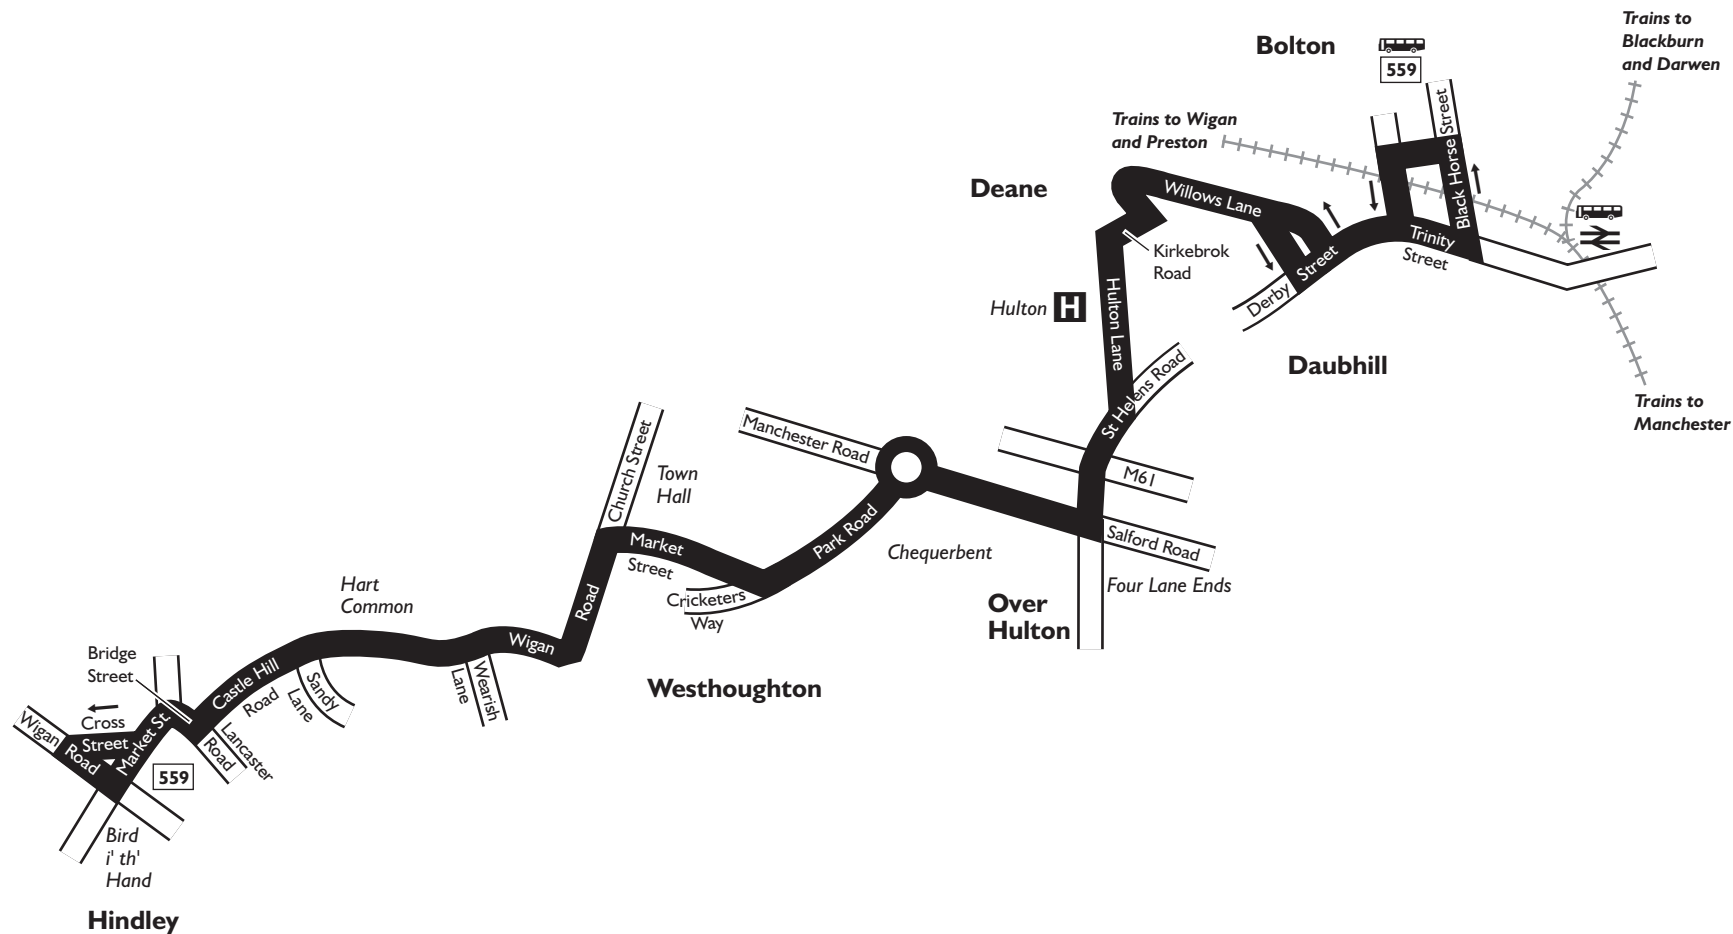 Trains to
Blackburn
and Darwen
Bolton
559
Trains to Wigan
and Preston
Black Horse Street
Deane
Willows Lane
Kirkebrok
Road
Trinity
Street
Derby Street
Hulton H
Hulton Lane
Daubhill
St Helens Road
Trains to
Manchester
Manchester Road
Church Street
Town
Hall
M61
Park Road
Salford Road
Chequerbent
Market
Street
Four Lane Ends
Over
Hulton
Cricketers
Way
Hart
Common
Wigan Road
Bridge
Street
Castle Hill
Road
Sandy
Lane
Wearish
Lane
Westhoughton
Cross
Street
Market St.
Wigan Road
Lancaster
Road
559
Bird
i' th'
Hand
Hindley